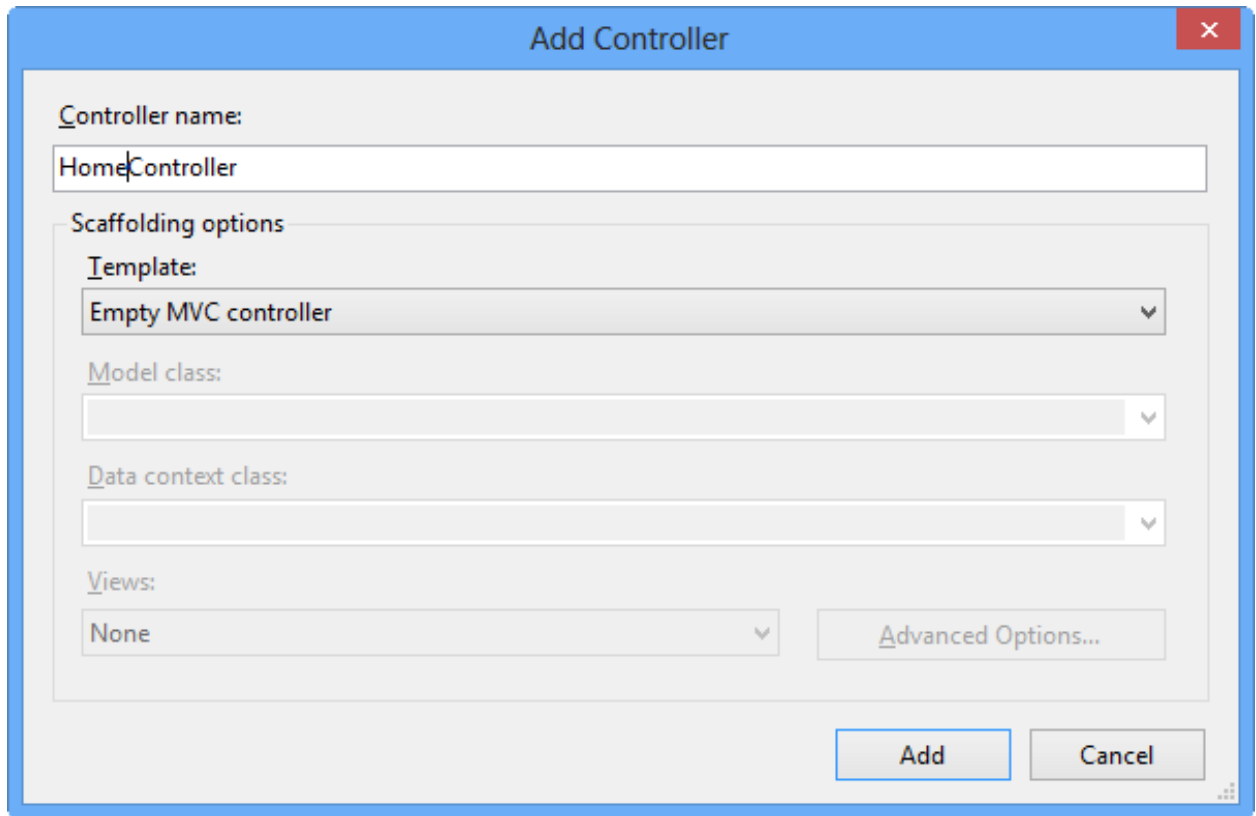 Add Controller
Controller name:
HomeController
Scaffolding options
Template:
Empty MVC controller
Model class:
Data context class:
Views:
None
Advanced Options...
Add
Cancel